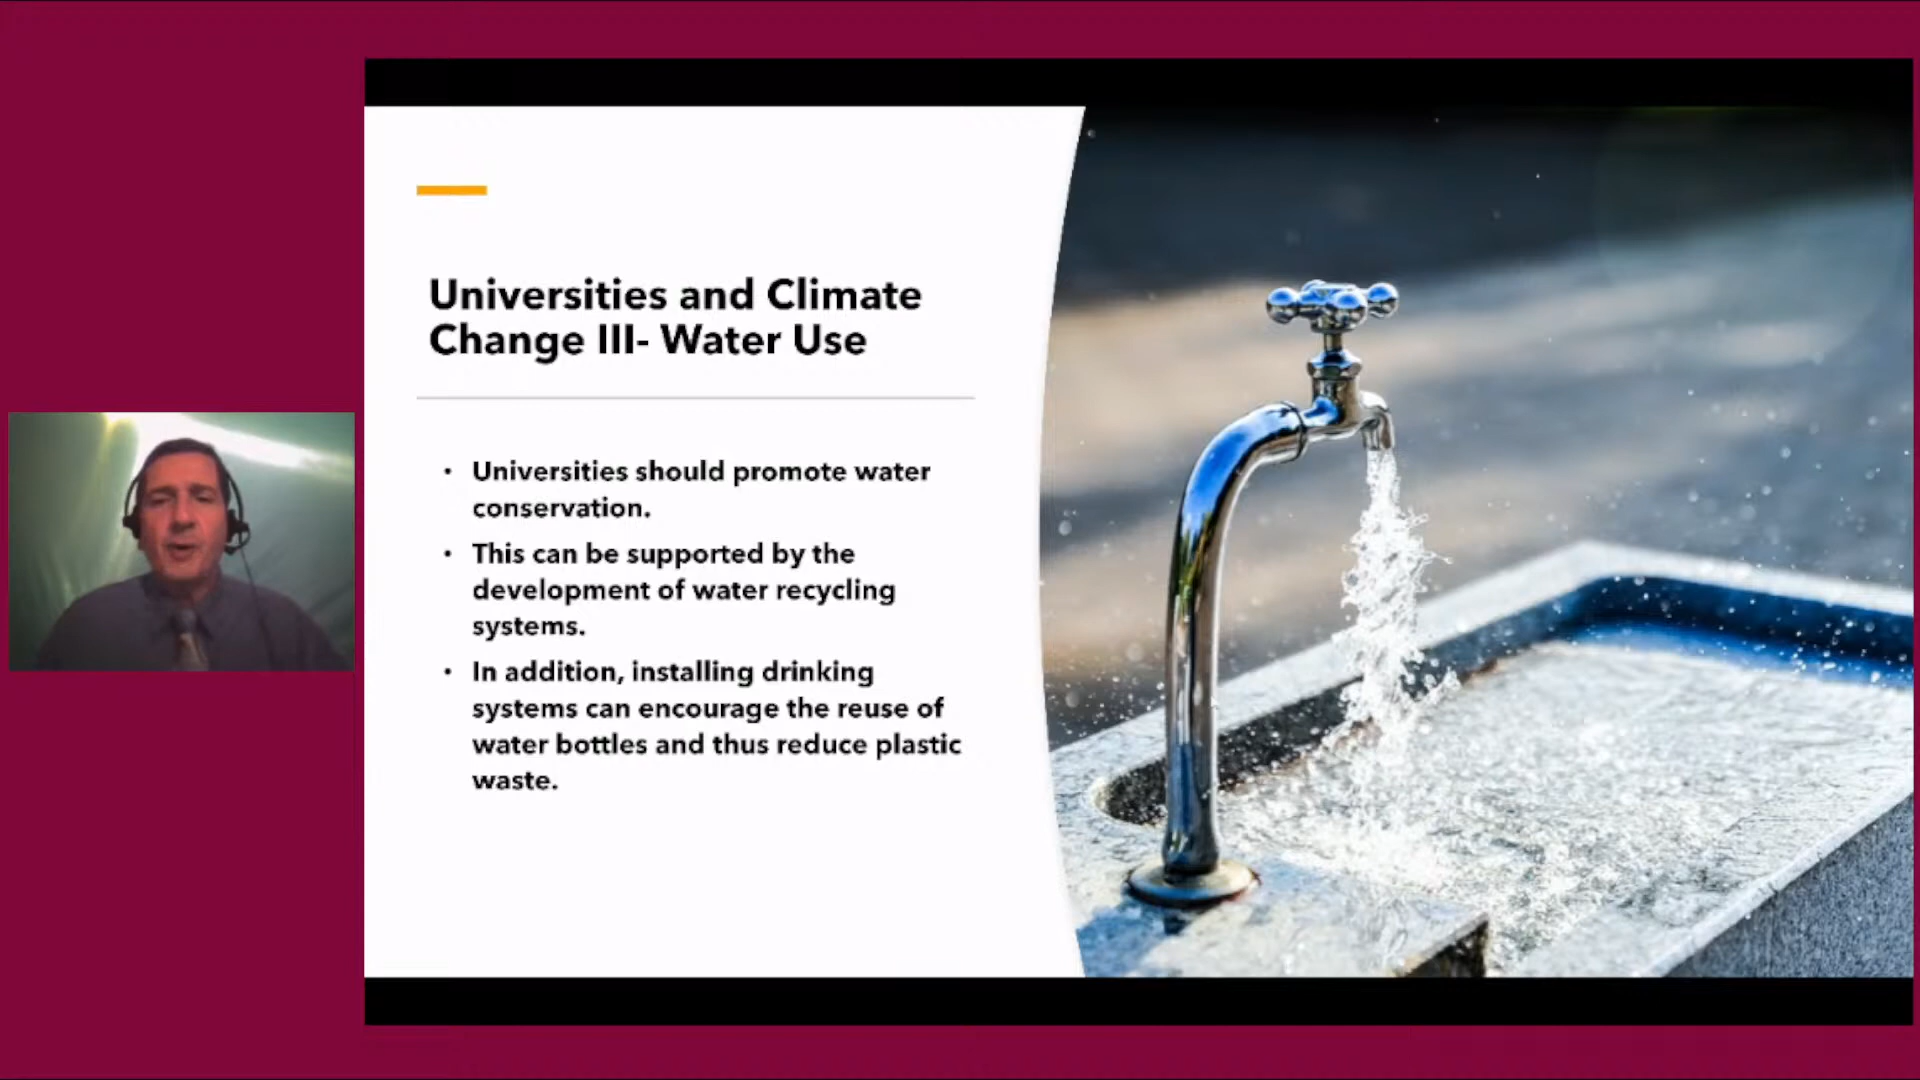 Universities and Climate
Change III- Water Use
• Universities should promote water
conservation.
• This can be supported by the
development of water recycling
systems.
• In addition, installing drinking
systems can encourage the reuse of
water bottles and thus reduce plastic
waste.